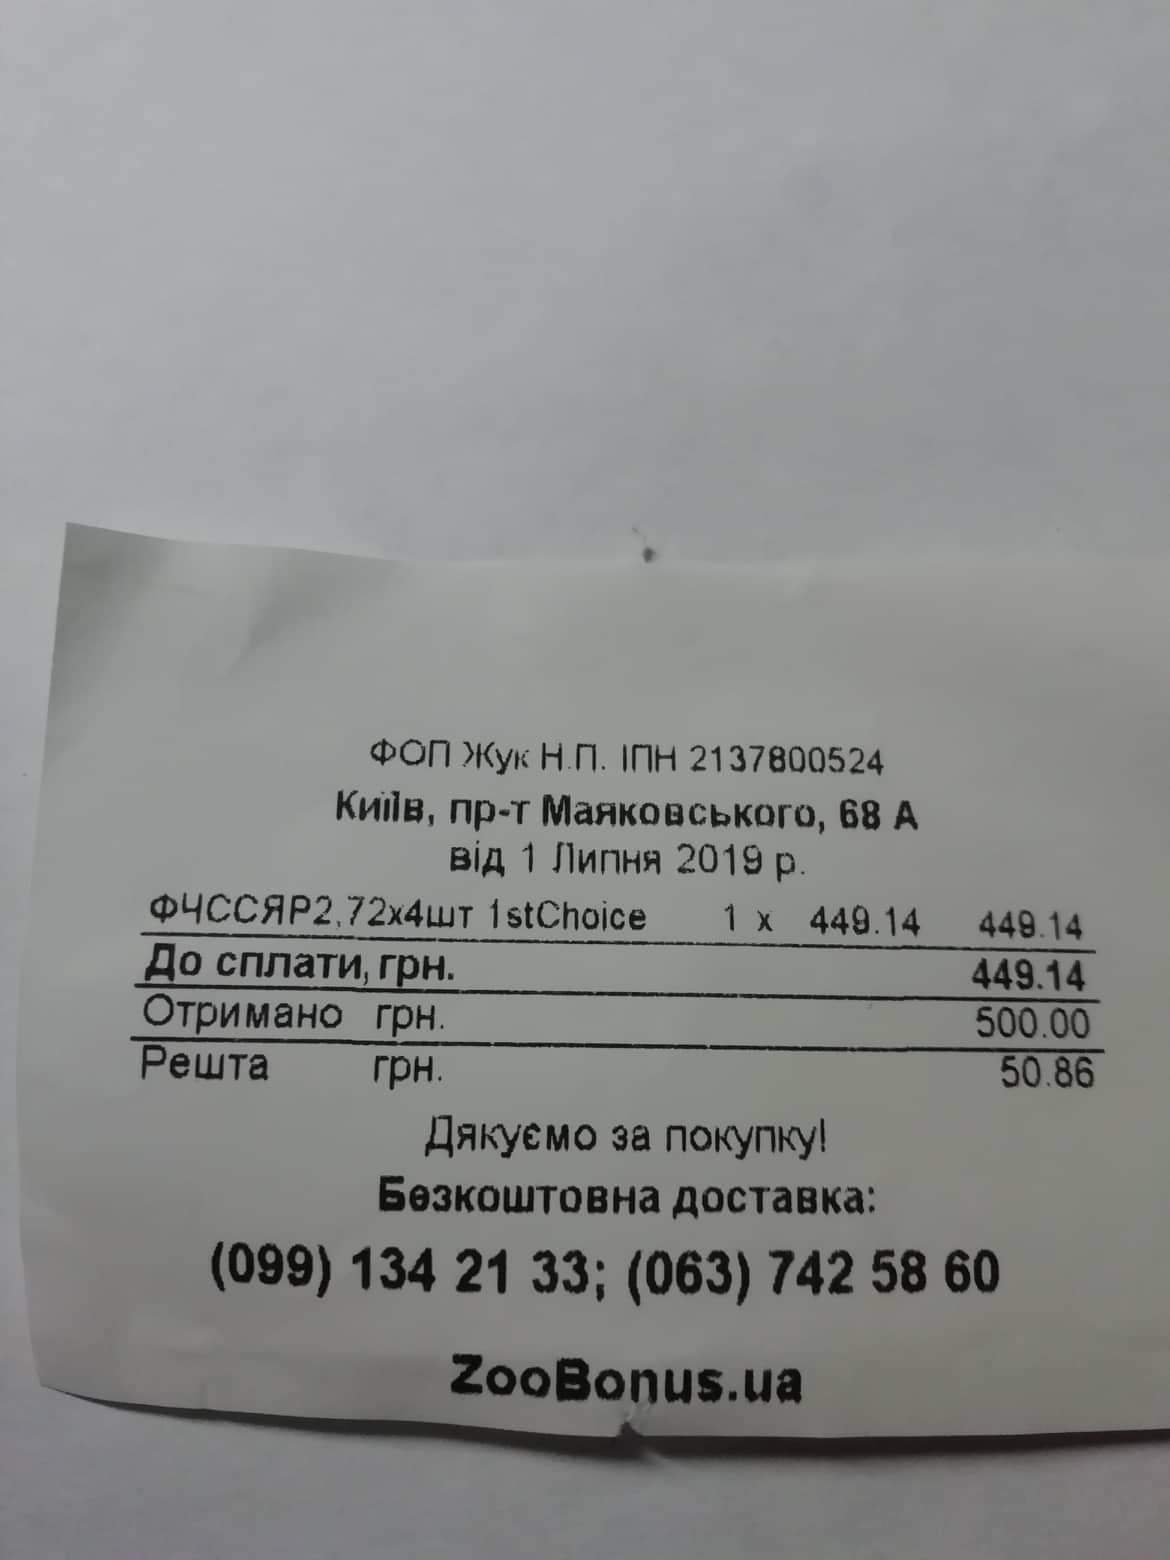 ФОП Жук Н.П. ІПН 2137800524
Київ, пр-т Маяковського, 68 А
від 1 Липня 2019 р.
ФЧССЯР2,72х4шт 1stChoice 1 x 449.14 449.14
До сплати, грн. 449.14
Отримано грн. 500.00
Решта грн. 50.86
Дякуємо за покупку!
Безкоштовна доставка:
(099) 134 21 33; (063) 742 58 60
ZooBonus.ua